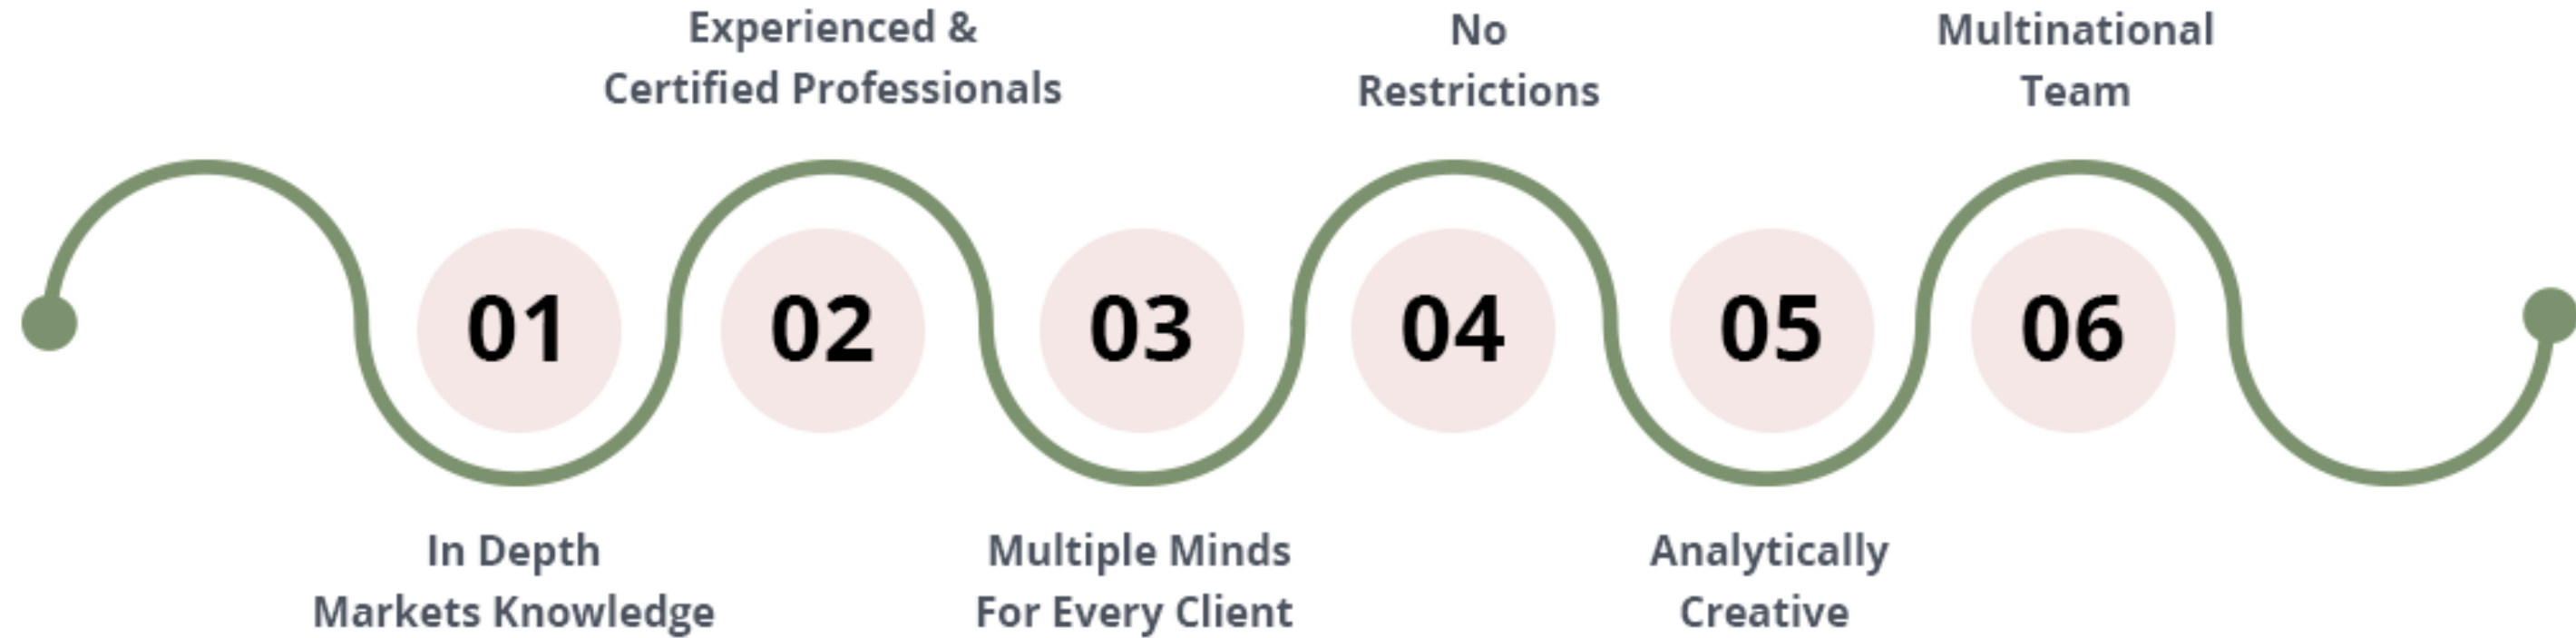 Experienced &
Certified Professionals
No
Restrictions
Multinational
Team
01
02
03
04
05
06
In Depth
Markets Knowledge
Multiple Minds
For Every Client
Analytically
Creative